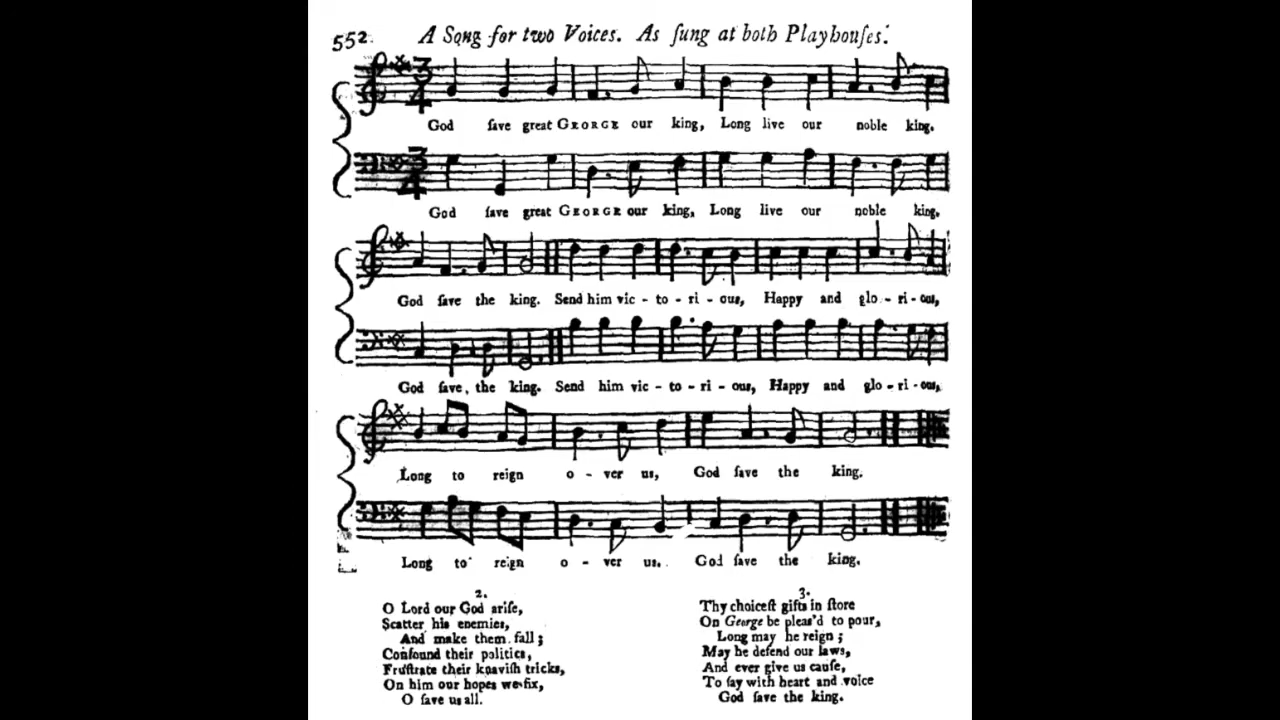 552. A Song for two Voices. As ſung at both Playhouſes.
3
4
God ſave great GEORGE our king, Long live our noble king.
3
4
God ſave great GEORGE our king, Long live our noble king,
God ſave the king. Send him vic - to - ri - ous, Happy and glo - ri - ous,
God ſave, the king. Send him vic - to - ri - ous, Happy and glo - ri - ous,
Long to reign o - ver us, God ſave the king.
Long to reign o - ver us. God ſave the king.
2.
O Lord our God ariſe,
Scatter his enemies,
And make them fall;
Confound their politics,
Fruſtrate their knaviſh tricks,
On him our hopes we fix,
O ſave us all.
3.
Thy choiceſt gifts in ſtore
On George be pleas'd to pour,
Long may he reign;
May he defend our laws,
And ever give us cauſe,
To ſay with heart and voice
God ſave the king.